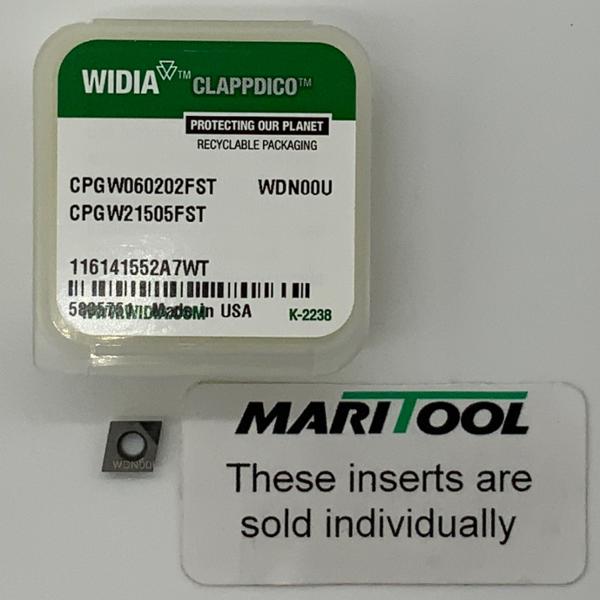 WIDIA™ CLAPPDICO™
PROTECTING OUR PLANET
RECYCLABLE PACKAGING
CPGW060202FST WDN00U
CPGW21505FST
116141552A7WT
Made in USA K-2238
MARITOOL
These inserts are
sold individually
WDN00U